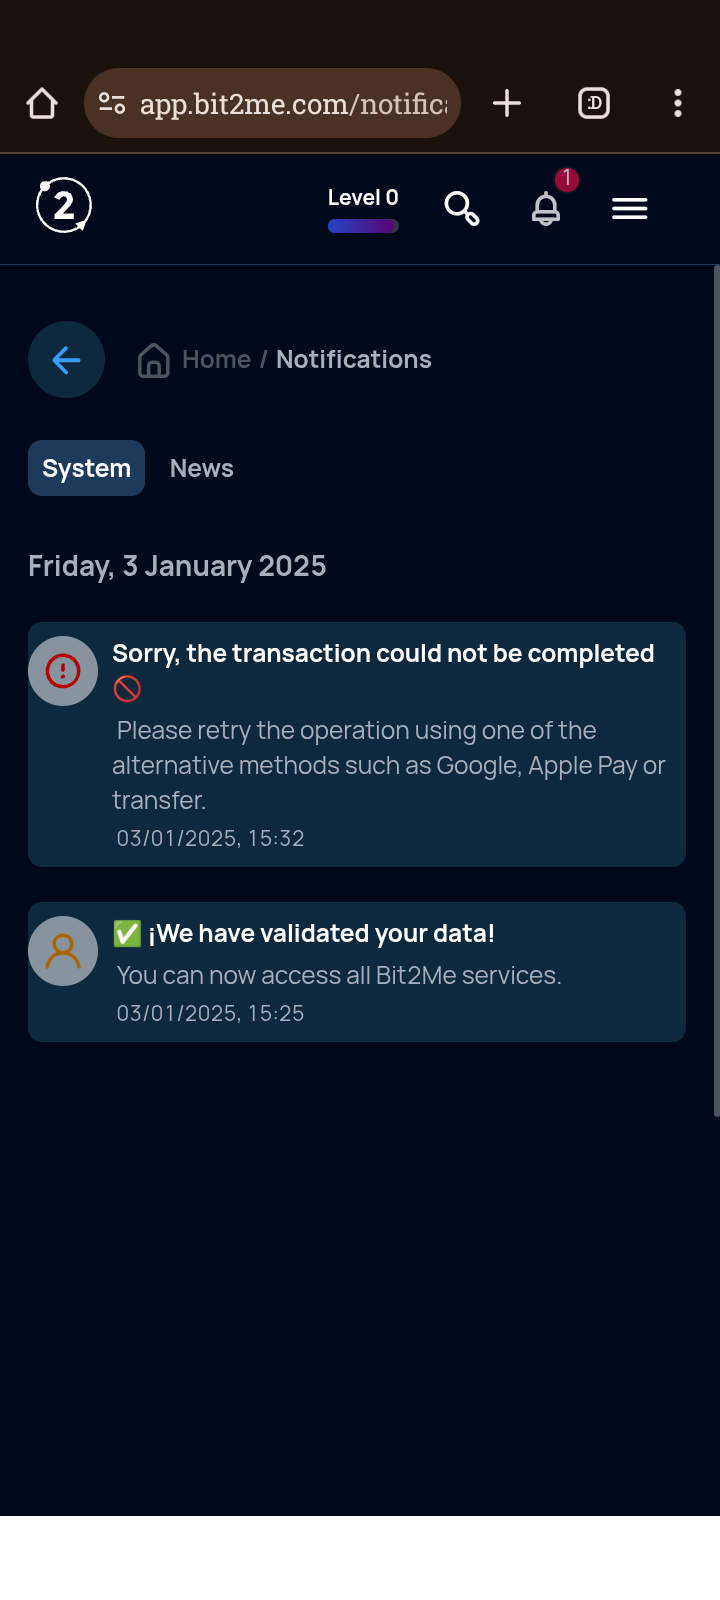 app.bit2me.com/notific
:D
2
Level 0
1
Home / Notifications
System News
Friday, 3 January 2025
Sorry, the transaction could not be completed
🚫
Please retry the operation using one of the
alternative methods such as Google, Apple Pay or
transfer.
03/01/2025, 15:32
✅ ¡We have validated your data!
You can now access all Bit2Me services.
03/01/2025, 15:25